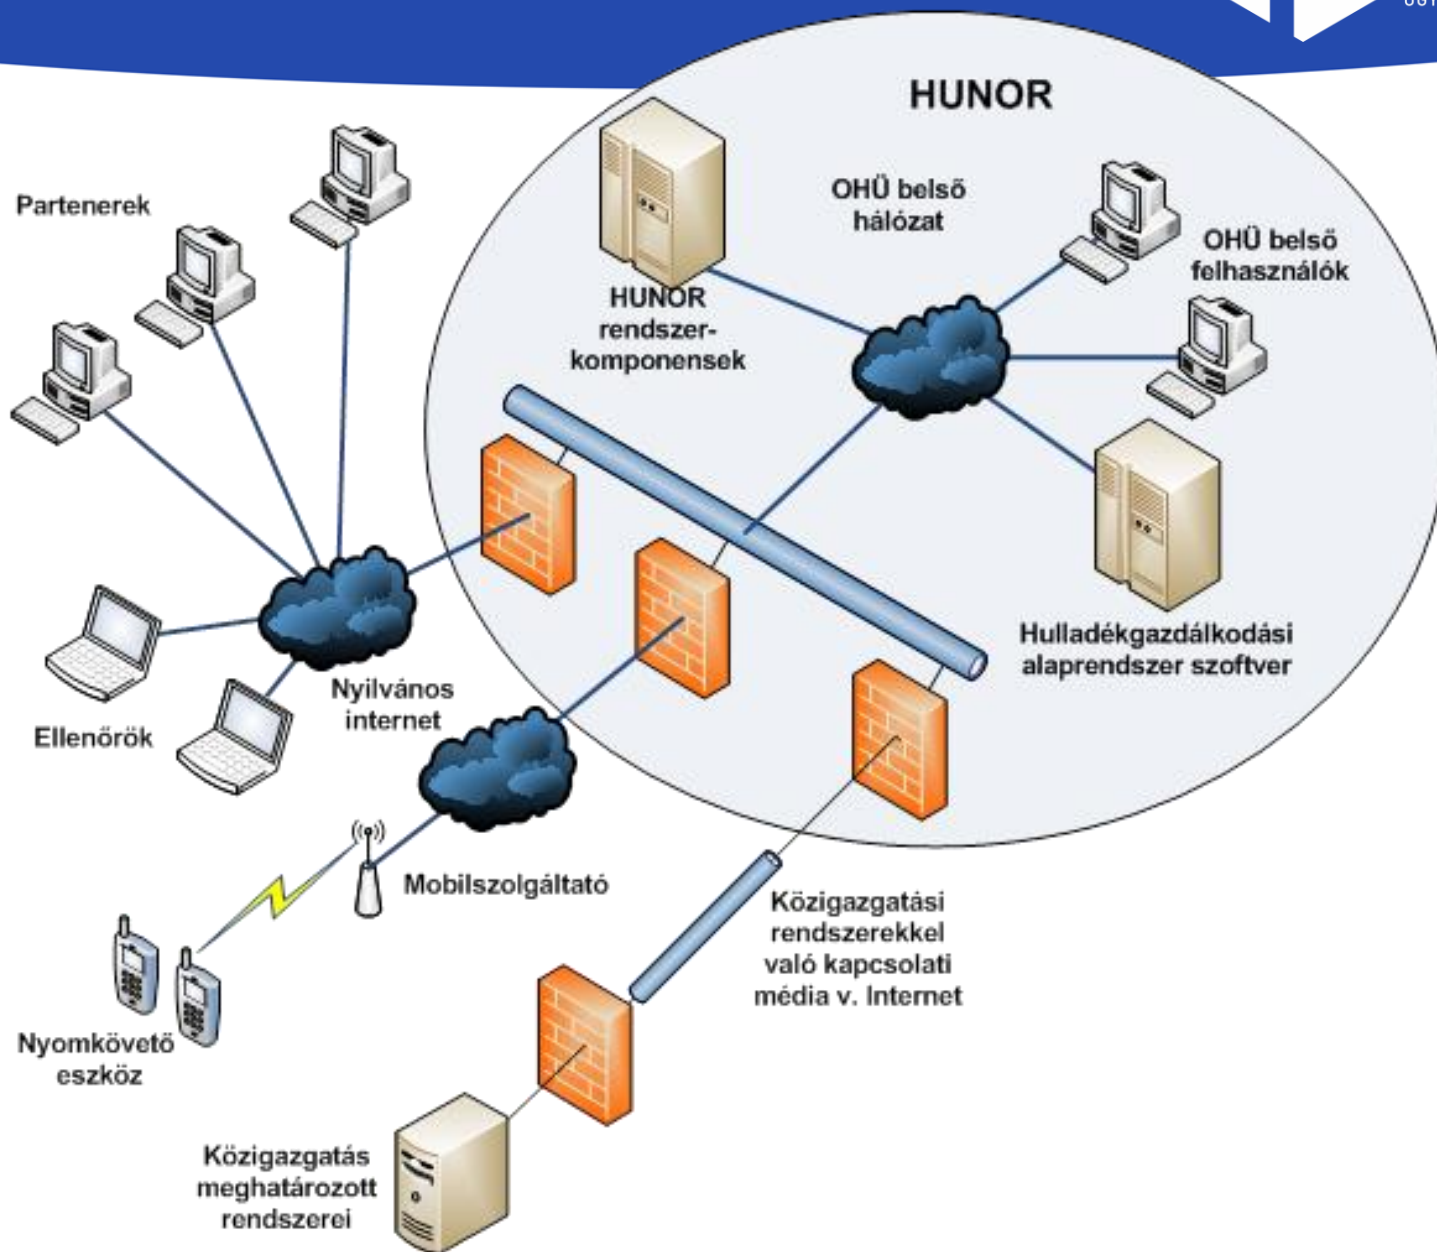 HUNOR
OHÜ belső
hálózat
Partenerek
OHÜ belső
felhasználók
HUNOR
rendszer-
komponensek
Hulladékgazdálkodási
alaprendszer szoftver
Nyilvános
internet
Ellenőrök
Mobilszolgáltató
Közigazgatási
rendszerekkel
való kapcsolati
média v. Internet
Nyomkövető
eszköz
Közigazgatás
meghatározott
rendszerei